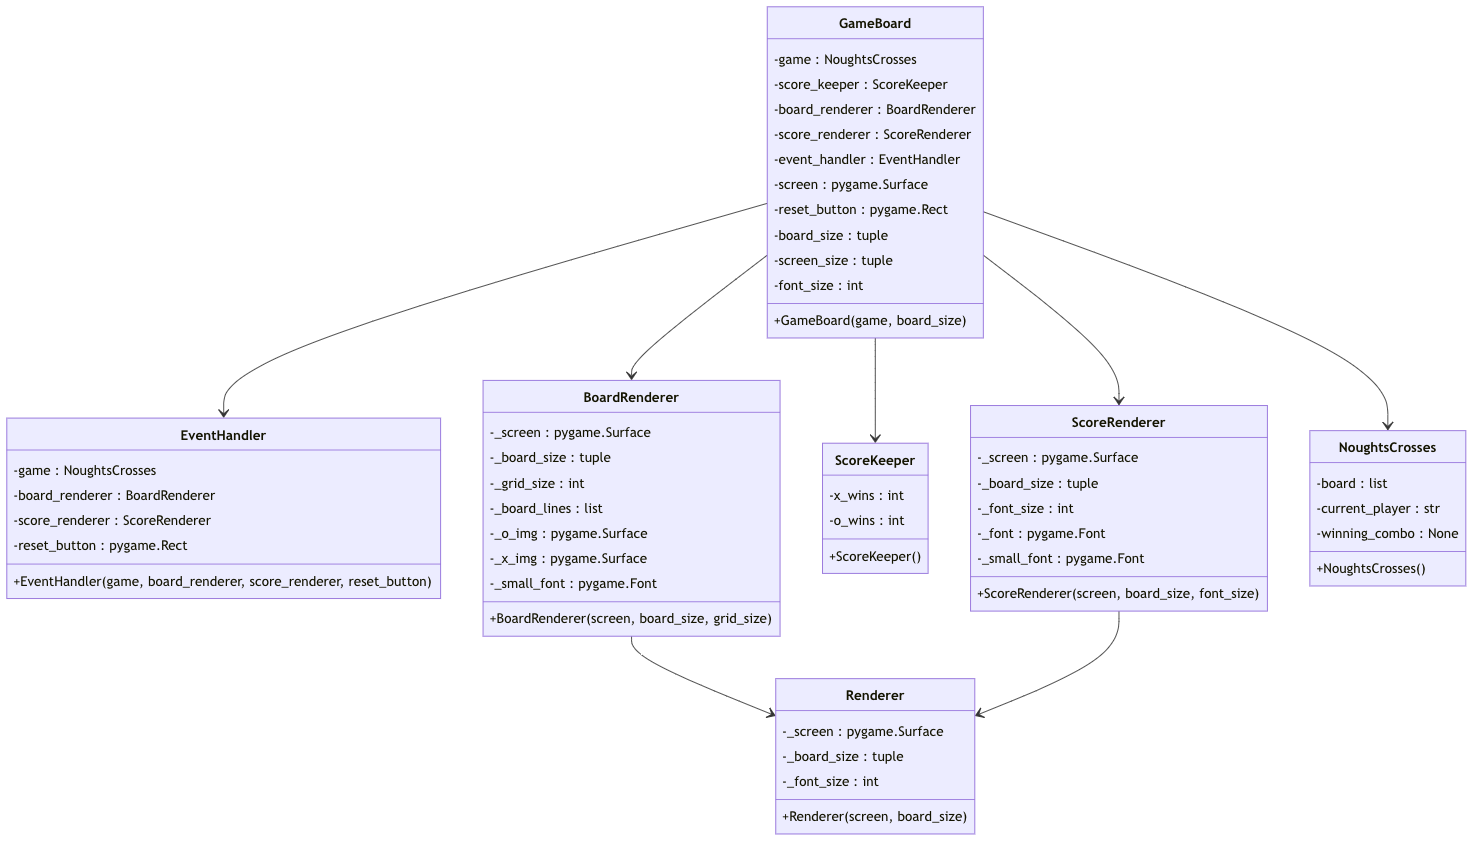 GameBoard
-game : NoughtsCrosses
-score_keeper : ScoreKeeper
-board_renderer : BoardRenderer
-score_renderer : ScoreRenderer
-event_handler : EventHandler
-screen : pygame.Surface
-reset_button : pygame.Rect
-board_size : tuple
-screen_size : tuple
-font_size : int
+GameBoard(game, board_size)
EventHandler
-game : NoughtsCrosses
-board_renderer : BoardRenderer
-score_renderer : ScoreRenderer
-reset_button : pygame.Rect
+EventHandler(game, board_renderer, score_renderer, reset_button)
BoardRenderer
-_screen : pygame.Surface
-_board_size : tuple
-_grid_size : int
-_board_lines : list
-_o_img : pygame.Surface
-_x_img : pygame.Surface
-_small_font : pygame.Font
+BoardRenderer(screen, board_size, grid_size)
ScoreKeeper
-x_wins : int
-o_wins : int
+ScoreKeeper()
ScoreRenderer
-_screen : pygame.Surface
-_board_size : tuple
-_font_size : int
-_font : pygame.Font
-_small_font : pygame.Font
+ScoreRenderer(screen, board_size, font_size)
NoughtsCrosses
-board : list
-current_player : str
-winning_combo : None
+NoughtsCrosses()
Renderer
-_screen : pygame.Surface
-_board_size : tuple
-_font_size : int
+Renderer(screen, board_size)